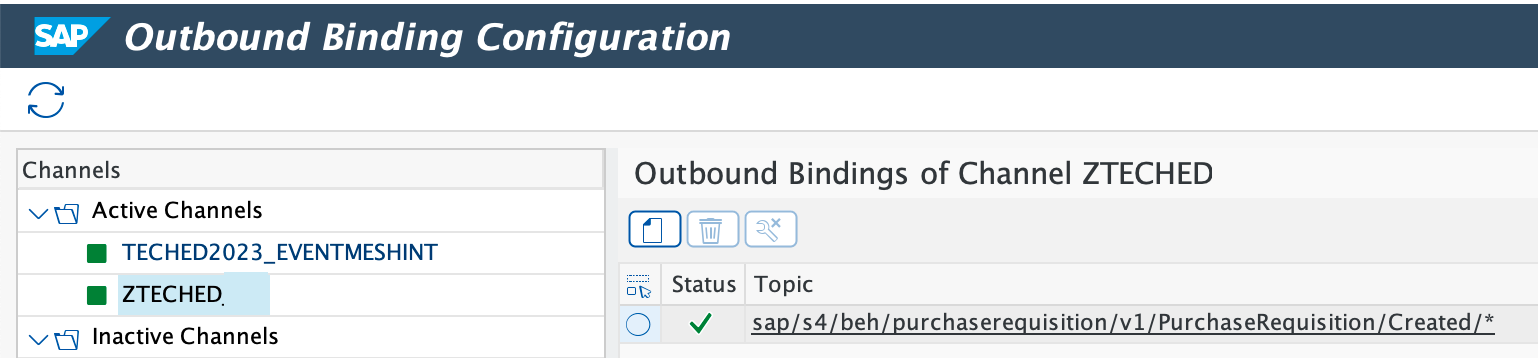 SAP Outbound Binding Configuration
Channels
Active Channels
TECHED2023_EVENTMESHINT
ZTECHED
Inactive Channels
Outbound Bindings of Channel ZTECHED
Status Topic
sap/s4/beh/purchaserequisition/v1/PurchaseRequisition/Created/*